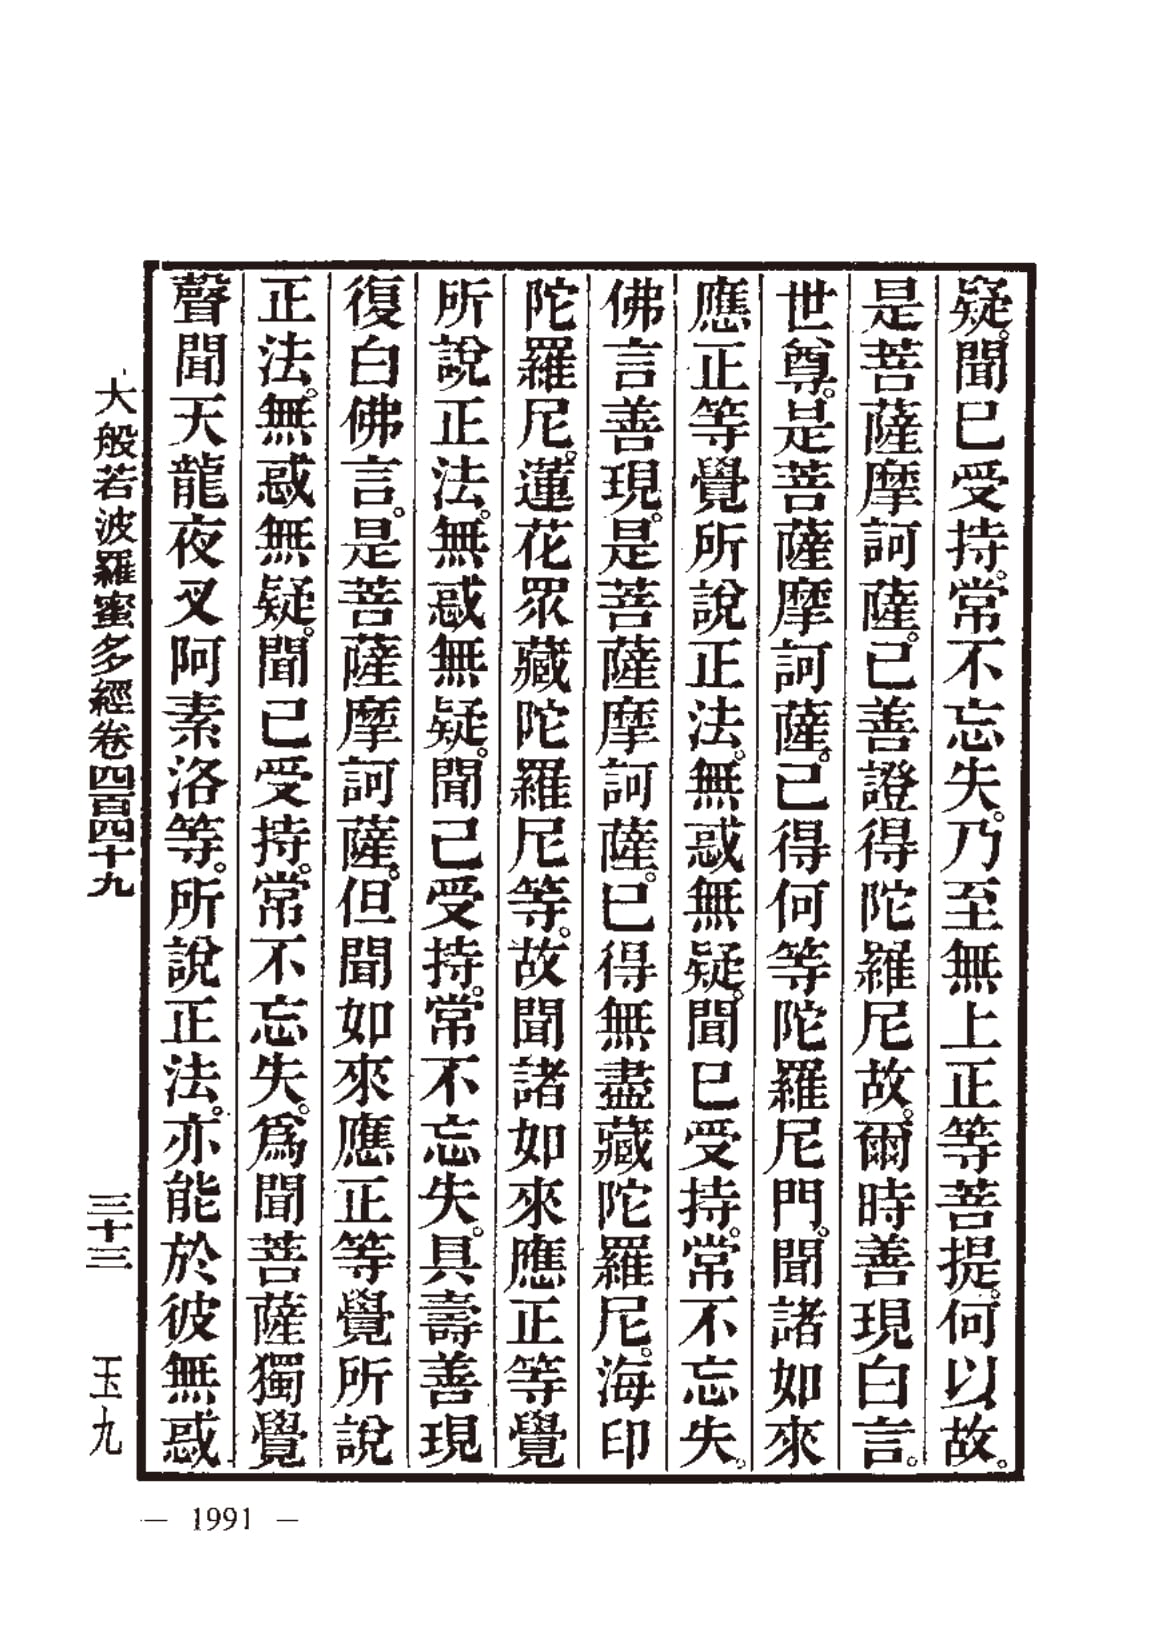 疑。聞已受持。常不忘失。乃至無上正等菩提。何以故。
是菩薩摩訶薩。已善證得陀羅尼故。爾時善現白言。
世尊。是菩薩摩訶薩。已得何等陀羅尼門。聞諸如來
應正等覺所說正法。無惑無疑。聞已受持。常不忘失。
佛言善現。是菩薩摩訶薩。已得無盡藏陀羅尼。海印
陀羅尼。蓮花眾藏陀羅尼等。故聞諸如來應正等覺
所說正法。無惑無疑。聞已受持。常不忘失。具壽善現
復白佛言。是菩薩摩訶薩。但聞如來應正等覺所說
正法。無惑無疑。聞已受持。常不忘失。為聞菩薩獨覺
聲聞天龍夜叉阿素洛等。所說正法。亦能於彼無惑
大般若波羅蜜多經卷四百四十九 三十三 玉九
— 1991 —